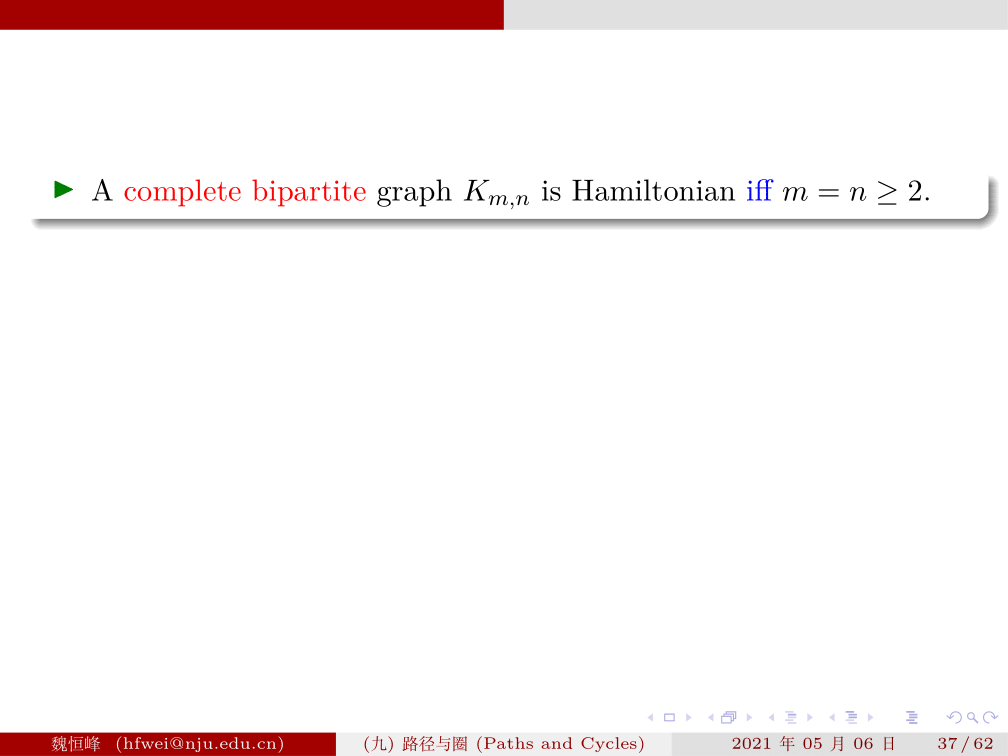 A complete bipartite graph K_{m,n} is Hamiltonian iff m = n ≥ 2.
魏恒峰 (hfwei@nju.edu.cn) (九) 路径与圈 (Paths and Cycles) 2021 年 05 月 06 日 37 / 62